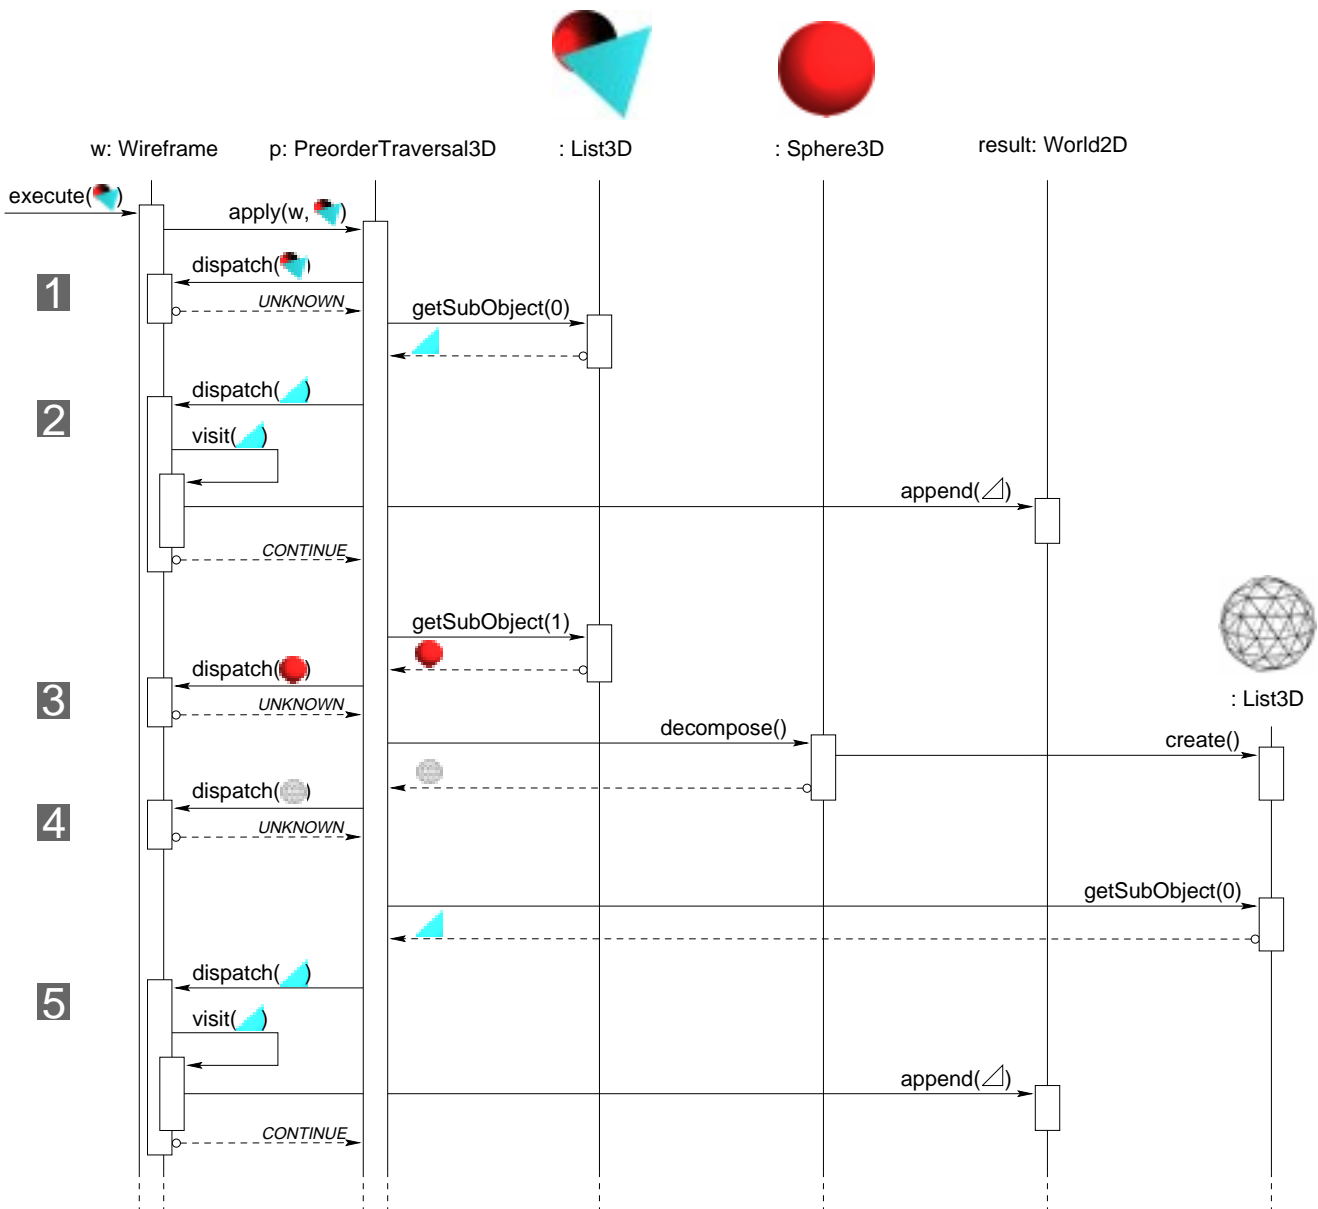 w: Wireframe p: PreorderTraversal3D : List3D : Sphere3D result: World2D
execute( )
apply(w, )
dispatch( )
1
UNKNOWN
getSubObject(0)
dispatch( )
2
visit( )
append( )
CONTINUE
getSubObject(1)
dispatch( )
3
UNKNOWN
: List3D
decompose()
create()
dispatch( )
4
UNKNOWN
getSubObject(0)
dispatch( )
5
visit( )
append( )
CONTINUE